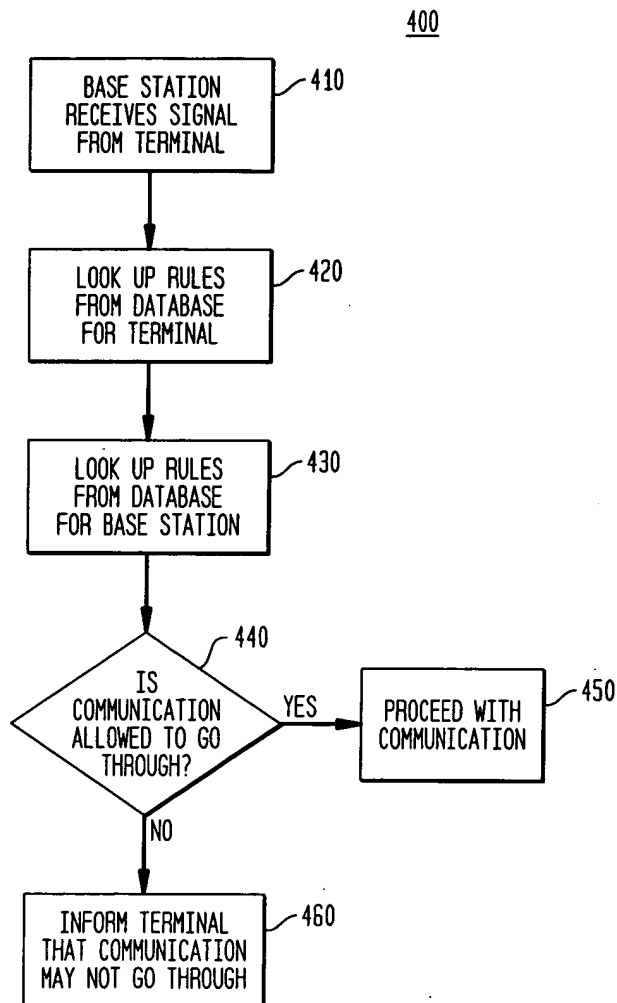 400
BASE STATION
RECEIVES SIGNAL
FROM TERMINAL
410
LOOK UP RULES
FROM DATABASE
FOR TERMINAL
420
LOOK UP RULES
FROM DATABASE
FOR BASE STATION
430
IS
COMMUNICATION
ALLOWED TO GO
THROUGH?
440
YES
PROCEED WITH
COMMUNICATION
450
NO
INFORM TERMINAL
THAT COMMUNICATION
MAY NOT GO THROUGH
460